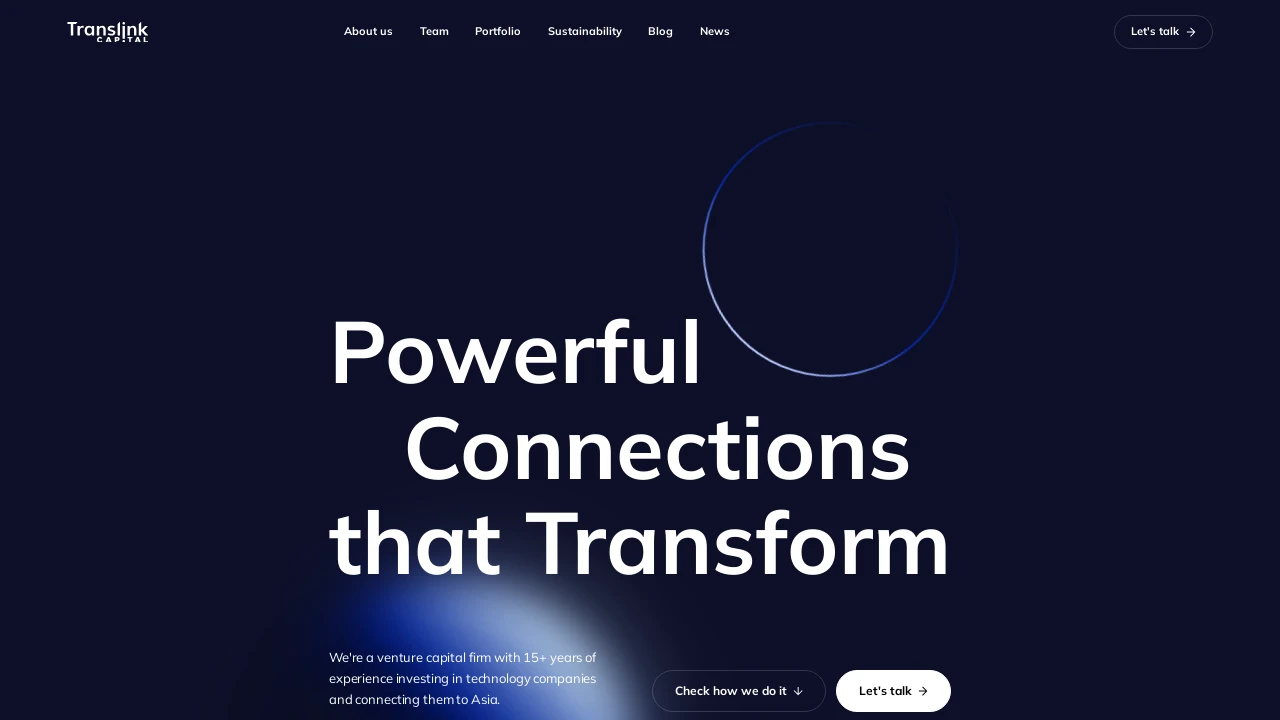 Translink
CAPITAL
About us
Team
Portfolio
Sustainability
Blog
News
Let's talk
Powerful
Connections
that Transform
We're a venture capital firm with 15+ years of
experience investing in technology companies
and connecting them to Asia.
Check how we do it
Let's talk